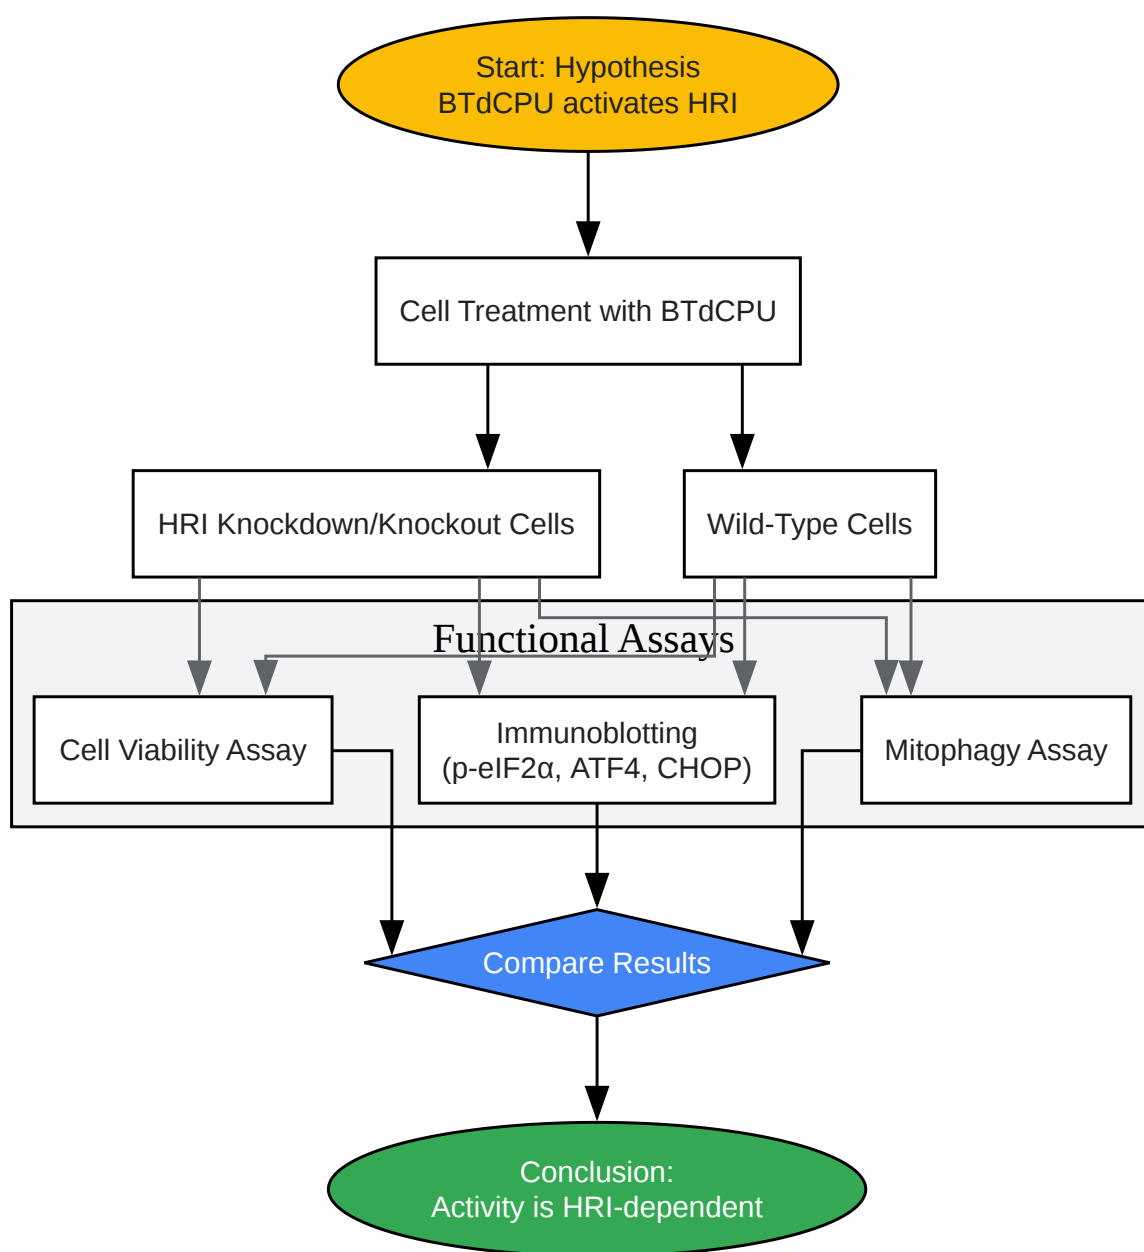 Start: Hypothesis
BTdCPU activates HRI
Cell Treatment with BTdCPU
HRI Knockdown/Knockout Cells
Wild-Type Cells
Functional Assays
Cell Viability Assay
Immunoblotting
(p-eIF2α, ATF4, CHOP)
Mitophagy Assay
Compare Results
Conclusion:
Activity is HRI-dependent